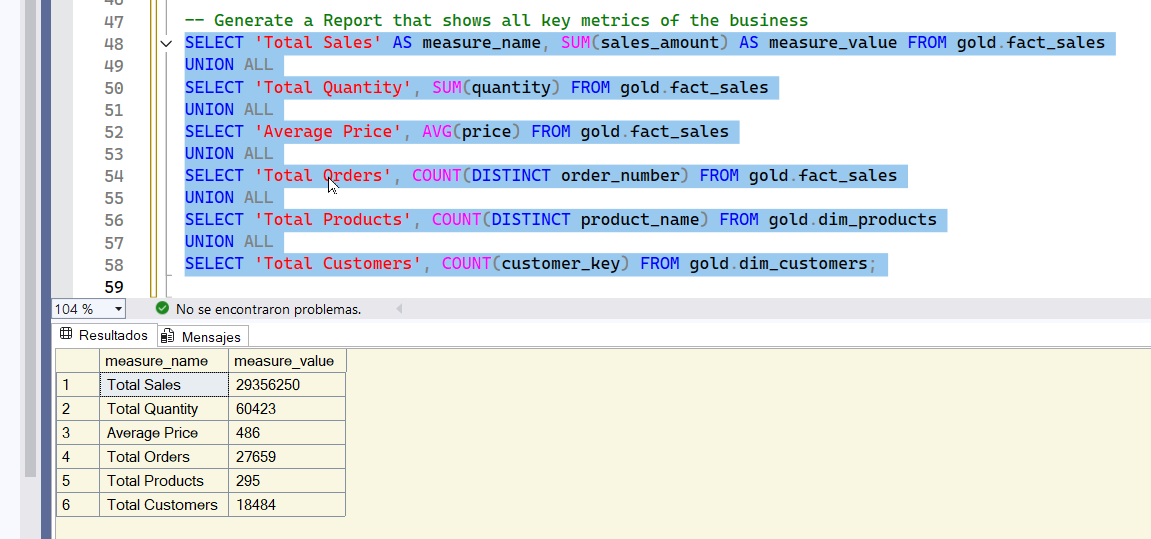 47 -- Generate a Report that shows all key metrics of the business
48 SELECT 'Total Sales' AS measure_name, SUM(sales_amount) AS measure_value FROM gold.fact_sales
49 UNION ALL
50 SELECT 'Total Quantity', SUM(quantity) FROM gold.fact_sales
51 UNION ALL
52 SELECT 'Average Price', AVG(price) FROM gold.fact_sales
53 UNION ALL
54 SELECT 'Total Orders', COUNT(DISTINCT order_number) FROM gold.fact_sales
55 UNION ALL
56 SELECT 'Total Products', COUNT(DISTINCT product_name) FROM gold.dim_products
57 UNION ALL
58 SELECT 'Total Customers', COUNT(customer_key) FROM gold.dim_customers;
59
104 % No se encontraron problemas.
Resultados Mensajes
measure_name measure_value
1 Total Sales 29356250
2 Total Quantity 60423
3 Average Price 486
4 Total Orders 27659
5 Total Products 295
6 Total Customers 18484